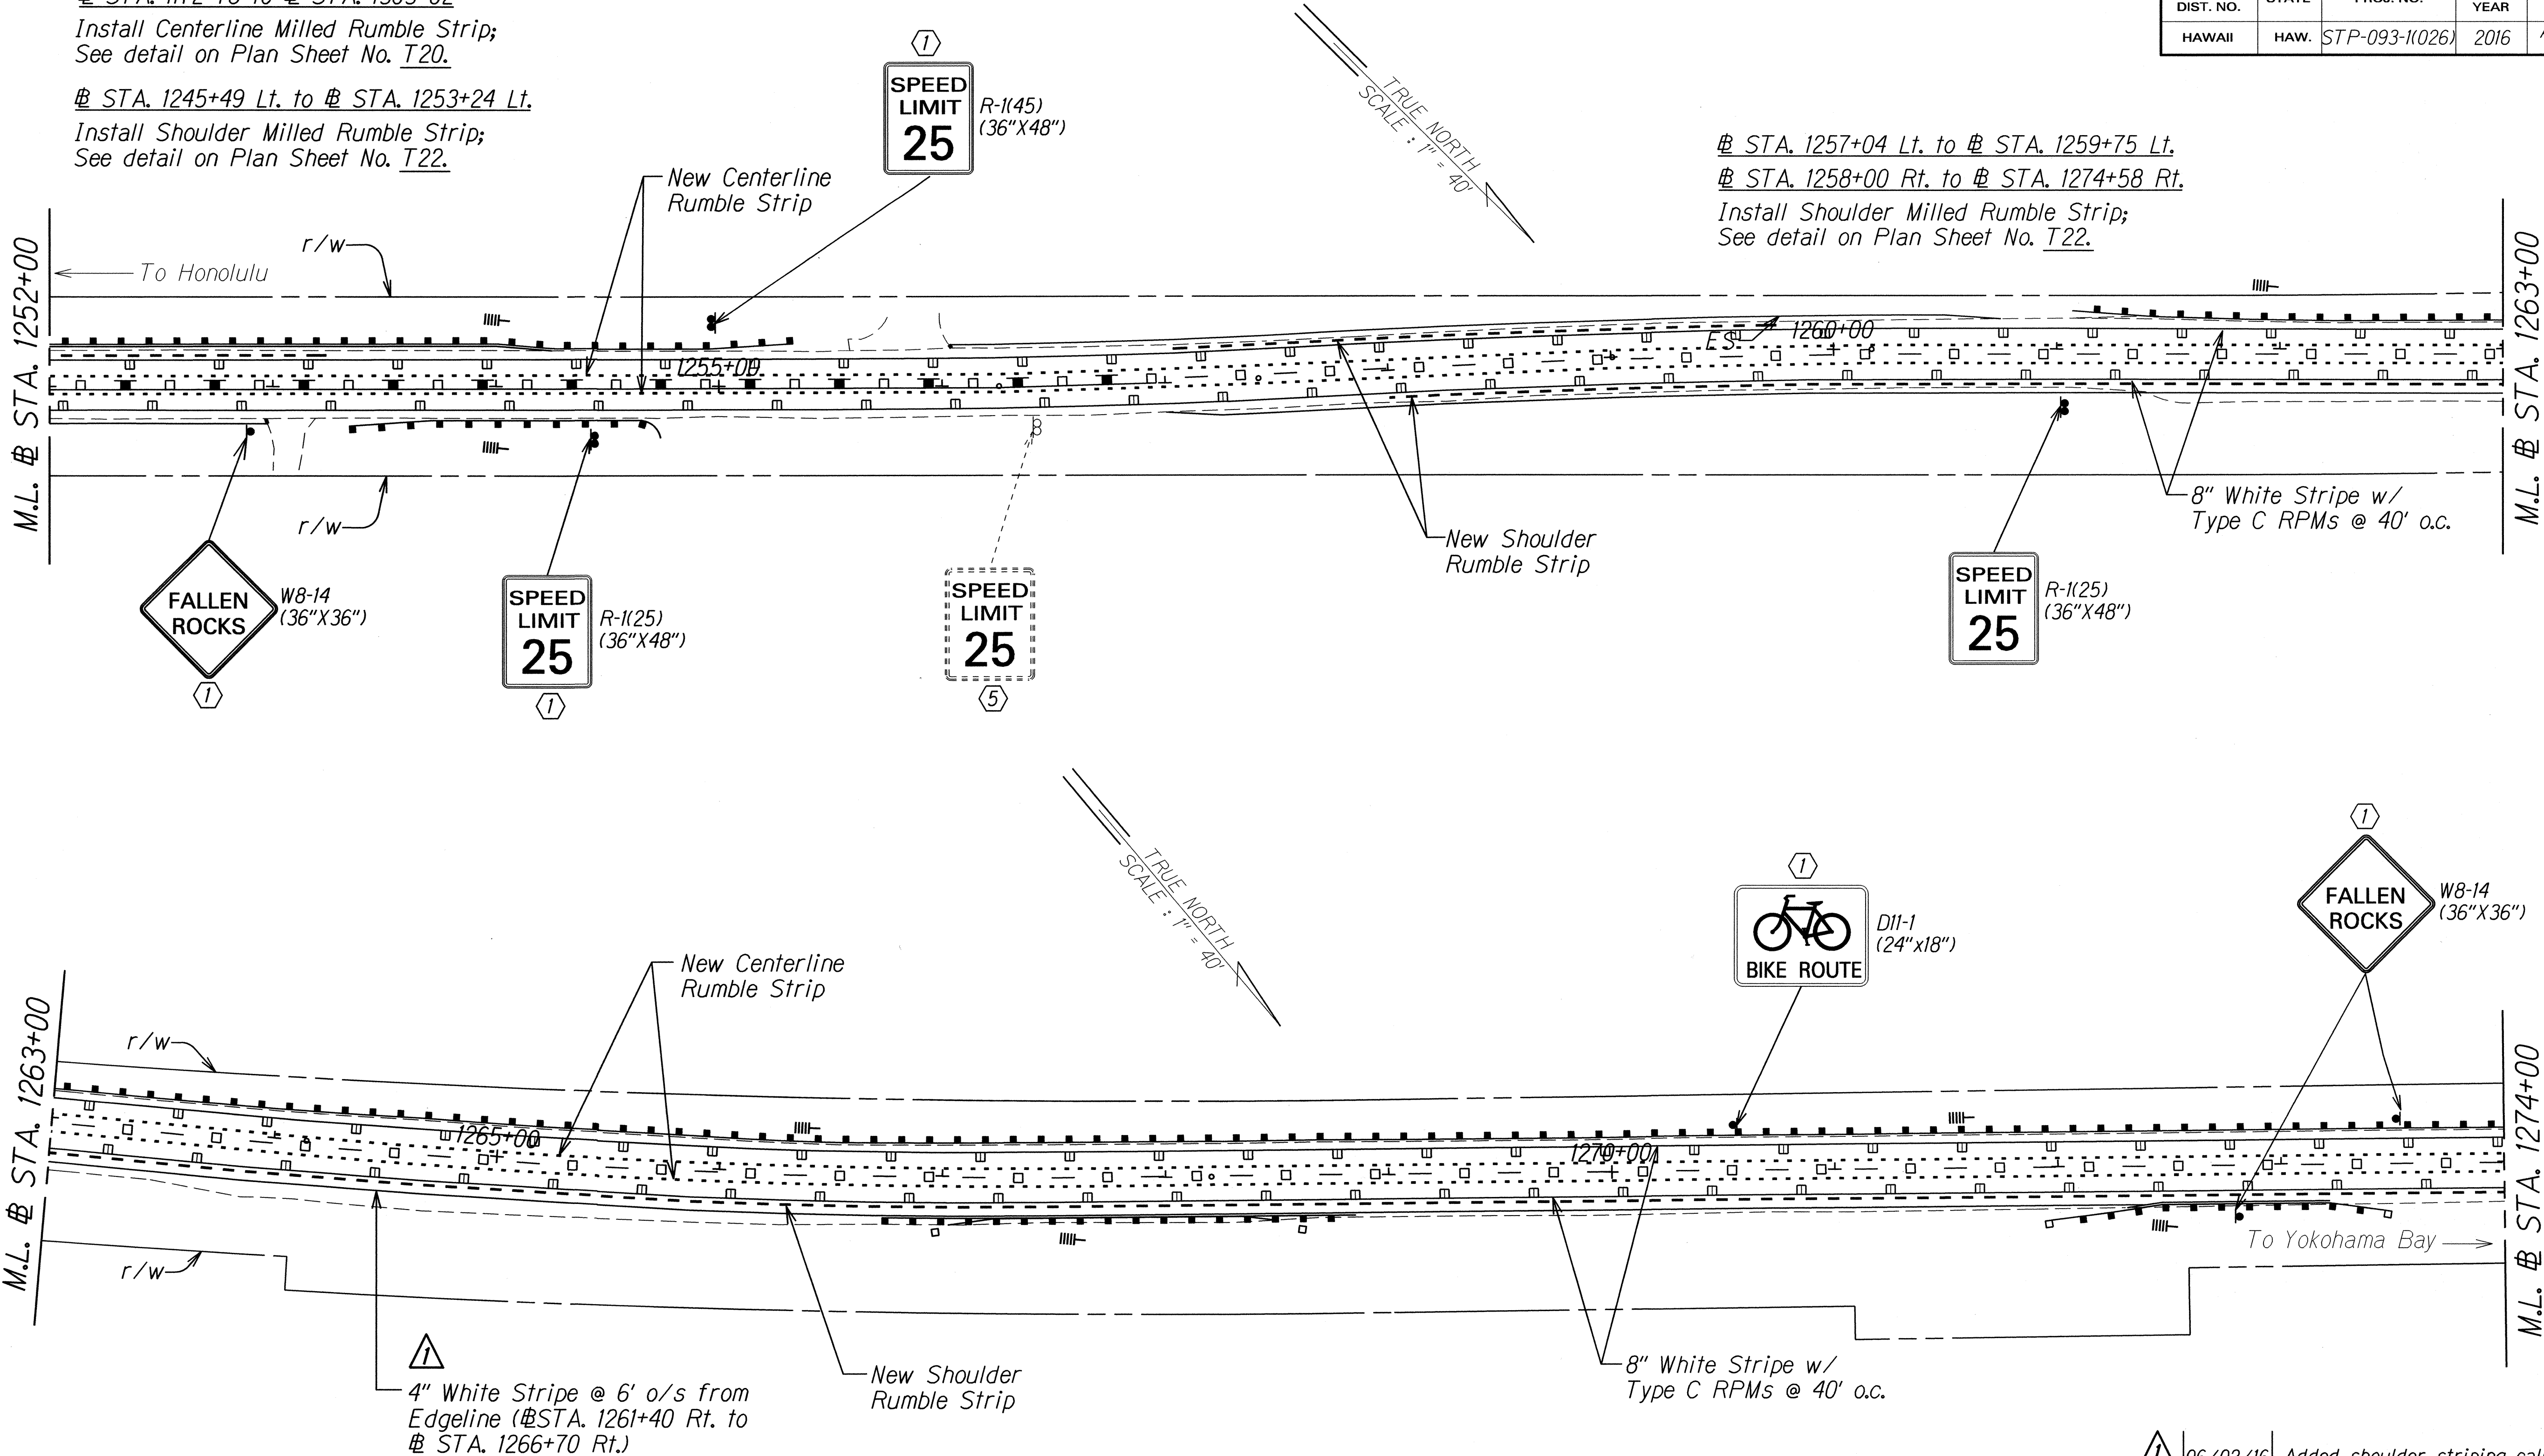 Install Centerline Milled Rumble Strip;
See detail on Plan Sheet No. T20.
℄ STA. 1245+49 Lt. to ℄ STA. 1253+24 Lt.
Install Shoulder Milled Rumble Strip;
See detail on Plan Sheet No. T22.
DIST. NO.
YEAR
HAWAII HAW. STP-093-1(026) 2016
1
SPEED
LIMIT
25
R-1(45)
(36"X48")
TRUE NORTH
SCALE : 1" = 40'
℄ STA. 1257+04 Lt. to ℄ STA. 1259+75 Lt.
℄ STA. 1258+00 Rt. to ℄ STA. 1274+58 Rt.
Install Shoulder Milled Rumble Strip;
See detail on Plan Sheet No. T22.
New Centerline
Rumble Strip
r/w
To Honolulu
M.L. ℄ STA. 1252+00
M.L. ℄ STA. 1263+00
1255+00
ES
1260+00
r/w
New Shoulder
Rumble Strip
8" White Stripe w/
Type C RPMs @ 40' o.c.
FALLEN
ROCKS
W8-14
(36"X36")
1
SPEED
LIMIT
25
R-1(25)
(36"X48")
1
SPEED
LIMIT
25
5
SPEED
LIMIT
25
R-1(25)
(36"X48")
TRUE NORTH
SCALE : 1" = 40'
1
BIKE ROUTE
D11-1
(24"x18")
1
FALLEN
ROCKS
W8-14
(36"X36")
New Centerline
Rumble Strip
r/w
M.L. ℄ STA. 1263+00
M.L. ℄ STA. 1274+00
1265+00
1270+00
To Yokohama Bay
r/w
1
4" White Stripe @ 6' o/s from
Edgeline (℄STA. 1261+40 Rt. to
℄ STA. 1266+70 Rt.)
New Shoulder
Rumble Strip
8" White Stripe w/
Type C RPMs @ 40' o.c.
1